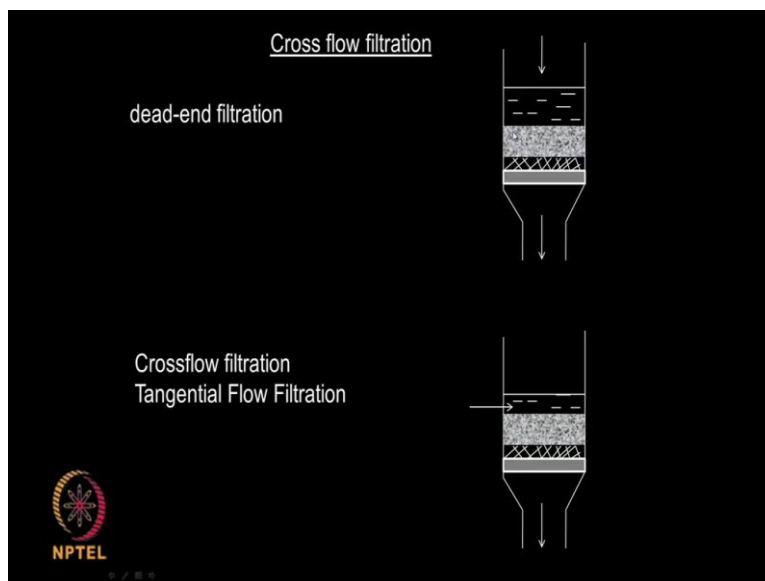 Cross flow filtration
dead-end filtration
Crossflow filtration
Tangential Flow Filtration
NPTEL